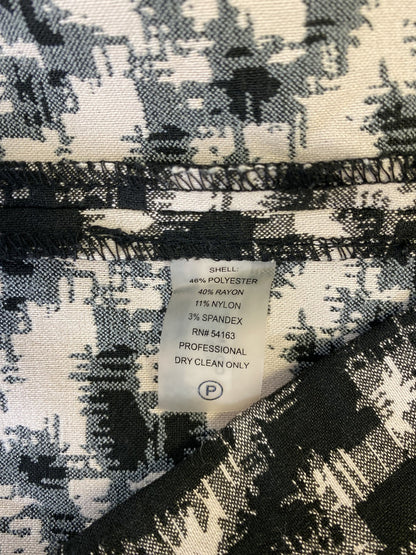 SHELL:
46% POLYESTER
40% RAYON
11% NYLON
3% SPANDEX
RN# 54163
PROFESSIONAL
DRY CLEAN ONLY
P